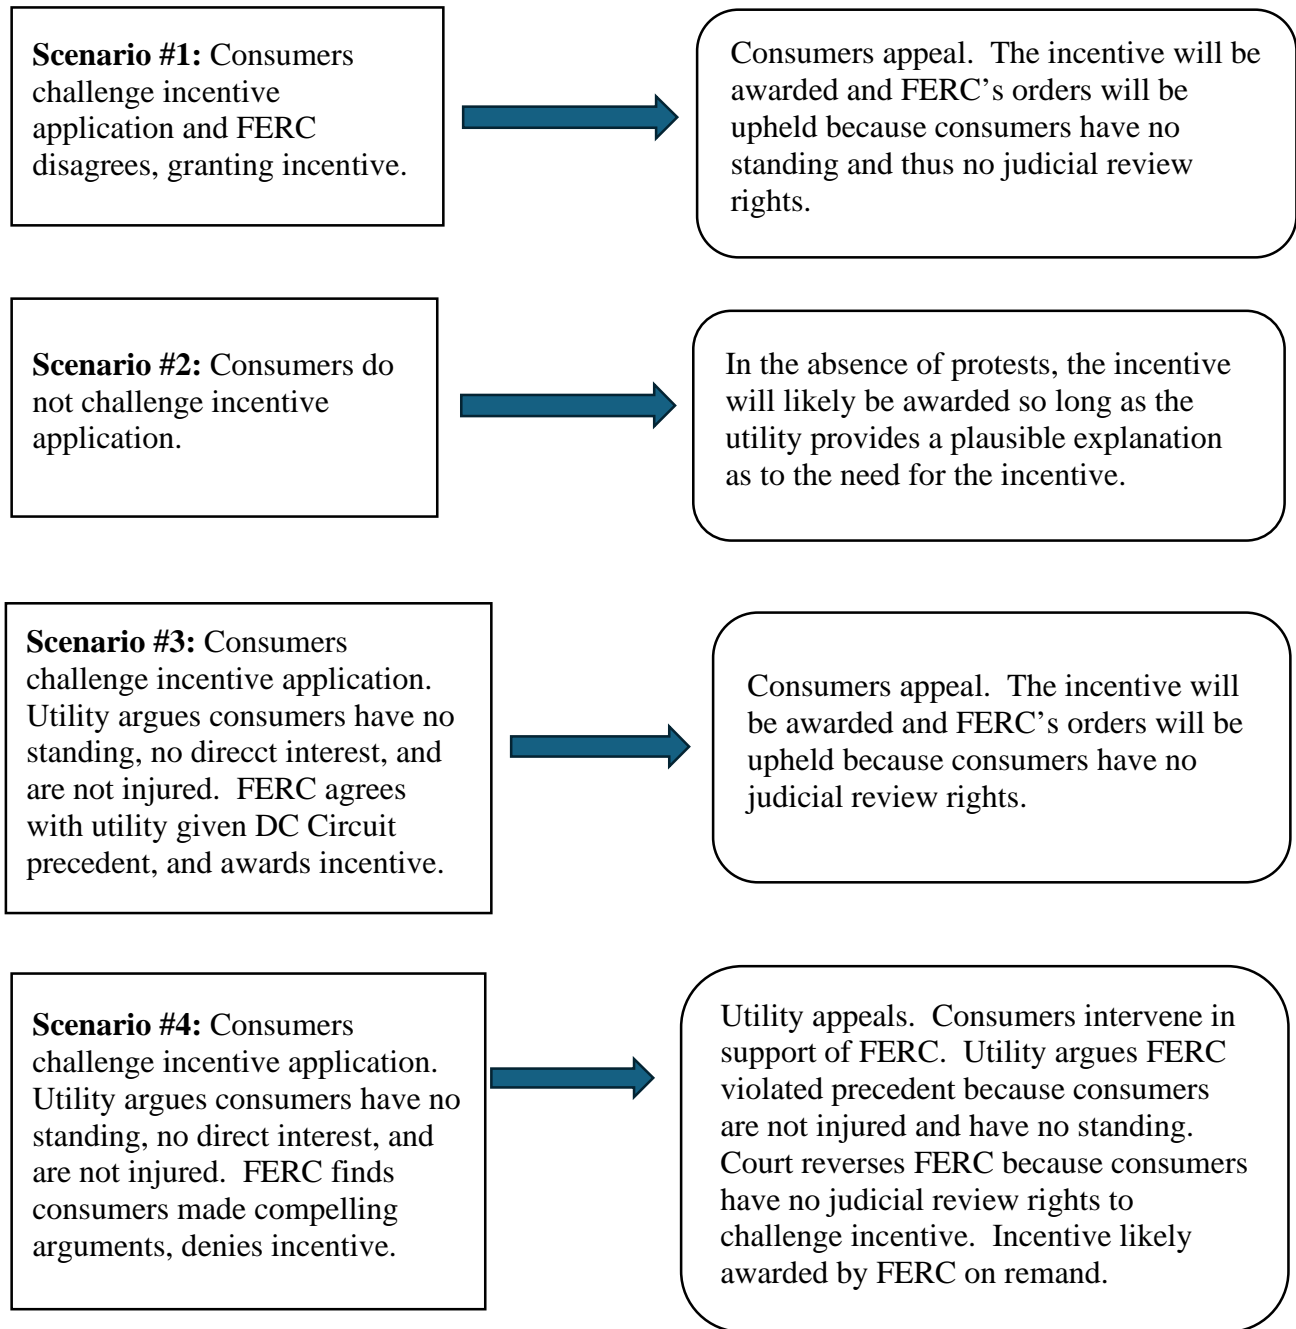 Scenario #1: Consumers
challenge incentive
application and FERC
disagrees, granting incentive.
Consumers appeal.  The incentive will be
awarded and FERC’s orders will be
upheld because consumers have no
standing and thus no judicial review
rights.
Scenario #2: Consumers do
not challenge incentive
application.
In the absence of protests, the incentive
will likely be awarded so long as the
utility provides a plausible explanation
as to the need for the incentive.
Scenario #3: Consumers
challenge incentive application.
Utility argues consumers have no
standing, no direcct interest, and
are not injured.  FERC agrees
with utility given DC Circuit
precedent, and awards incentive.
Consumers appeal.  The incentive will
be awarded and FERC’s orders will be
upheld because consumers have no
judicial review rights.
Scenario #4: Consumers
challenge incentive application.
Utility argues consumers have no
standing, no direct interest, and
are not injured.  FERC finds
consumers made compelling
arguments, denies incentive.
Utility appeals.  Consumers intervene in
support of FERC.  Utility argues FERC
violated precedent because consumers
are not injured and have no standing.
Court reverses FERC because consumers
have no judicial review rights to
challenge incentive.  Incentive likely
awarded by FERC on remand.